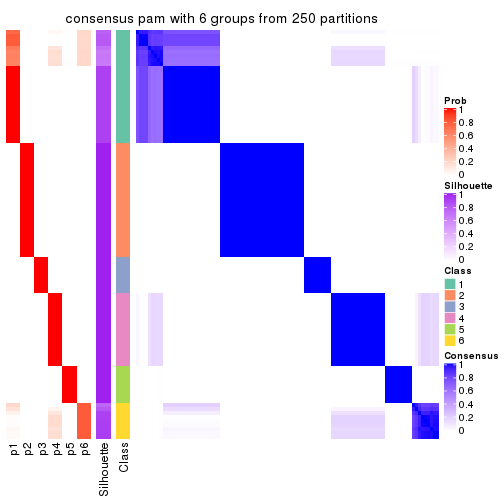 consensus pam with 6 groups from 250 partitions
Prob
1
0.8
0.6
0.4
0.2
0
Silhouette
1
0.8
0.6
0.4
0.2
0
Class
1
2
3
4
5
6
Consensus
1
0.8
0.6
0.4
0.2
0
p1
p2
p3
p4
p5
p6
Silhouette
Class